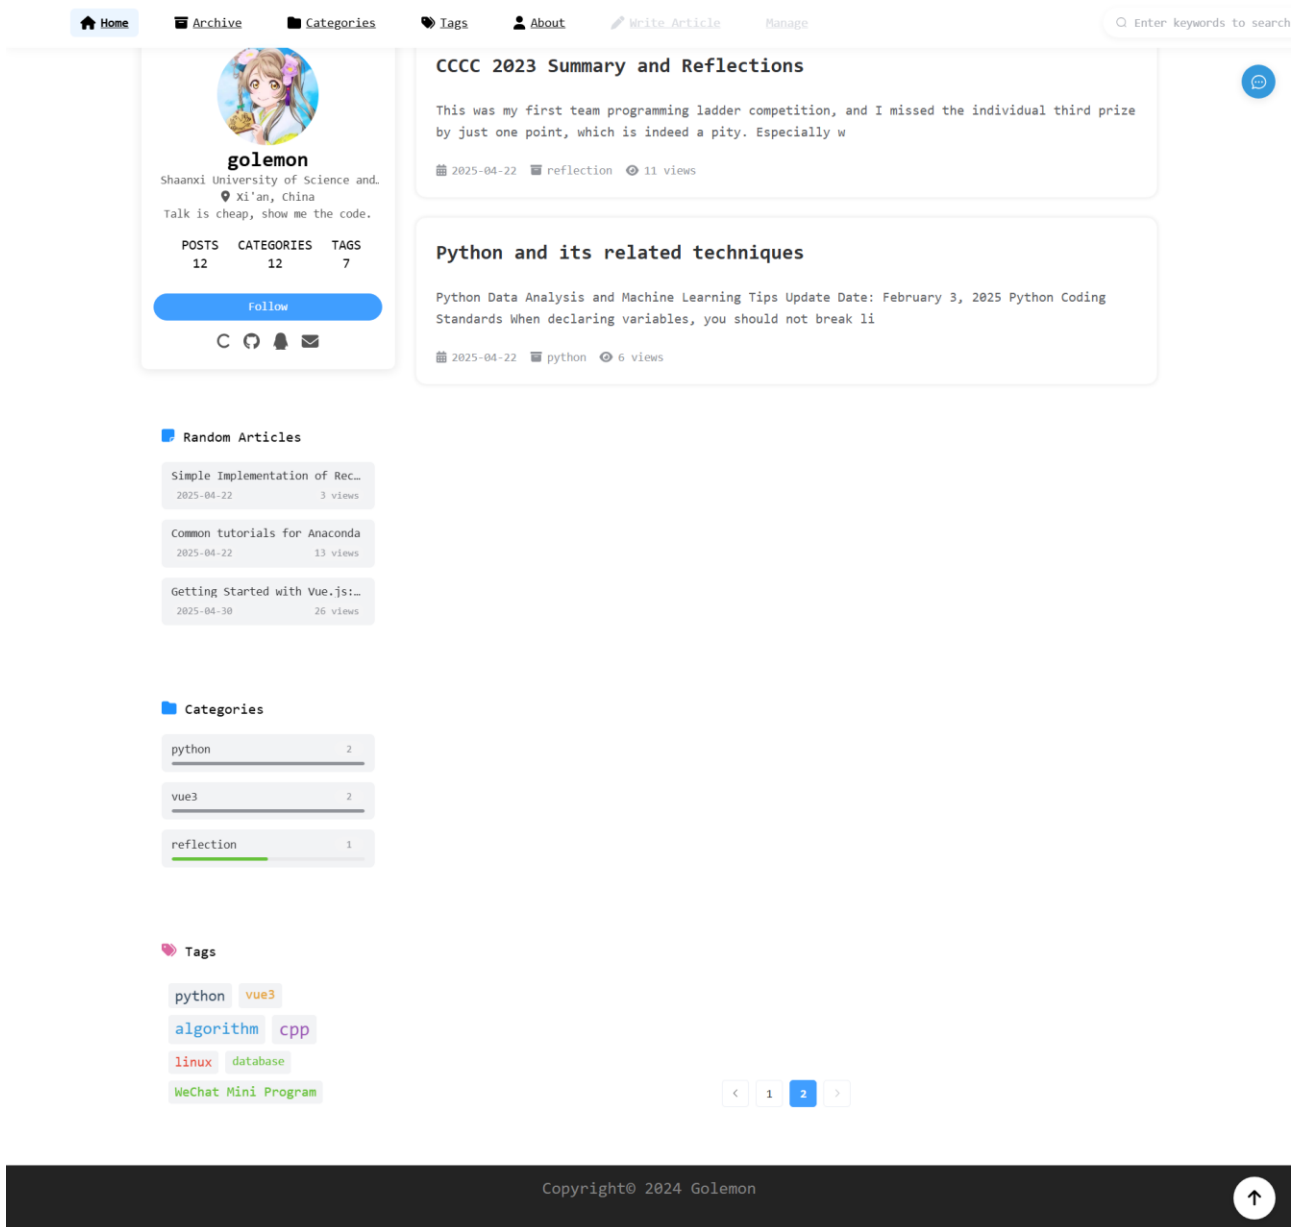 Home Archive Categories Tags About Write Article Manage Enter keywords to search
golemon
Shaanxi University of Science and…
Xi'an, China
Talk is cheap, show me the code.
POSTS CATEGORIES TAGS
12 12 7
Follow
CCCC 2023 Summary and Reflections
This was my first team programming ladder competition, and I missed the individual third prize
by just one point, which is indeed a pity. Especially w
2025-04-22 reflection 11 views
Python and its related techniques
Python Data Analysis and Machine Learning Tips Update Date: February 3, 2025 Python Coding
Standards When declaring variables, you should not break li
2025-04-22 python 6 views
Random Articles
Simple Implementation of Rec…
2025-04-22 3 views
Common tutorials for Anaconda
2025-04-22 13 views
Getting Started with Vue.js:…
2025-04-30 26 views
Categories
python 2
vue3 2
reflection 1
Tags
python vue3
algorithm cpp
linux database
WeChat Mini Program
< 1 2 >
Copyright© 2024 Golemon